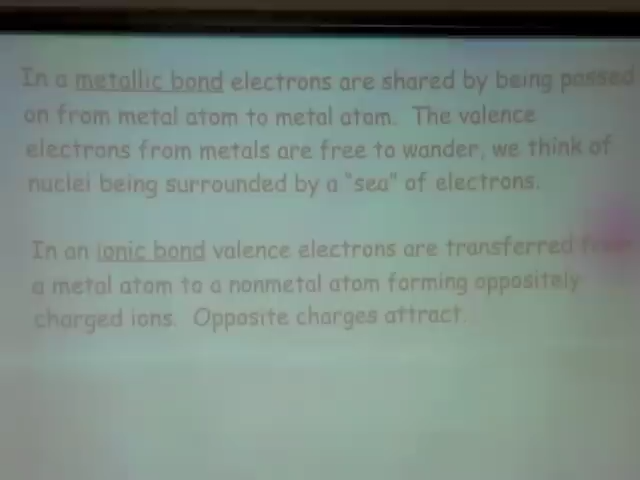 In a metallic bond electrons are shared by being passed
on from metal atom to metal atom. The valence
electrons from metals are free to wander, we think of
nuclei being surrounded by a "sea" of electrons.
In an ionic bond valence electrons are transferred from
a metal atom to a nonmetal atom forming oppositely
charged ions. Opposite charges attract.